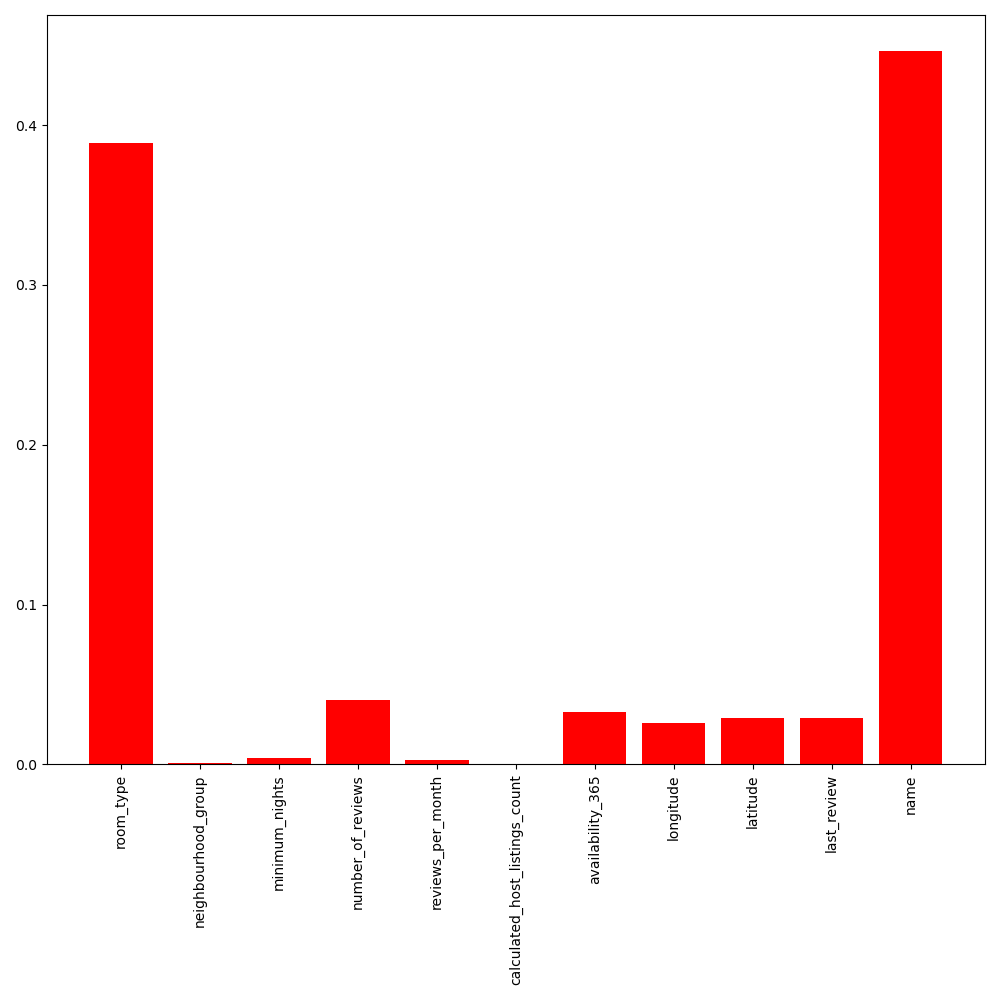 0.4
0.3
0.2
0.1
0.0
room_type
neighbourhood_group
minimum_nights
number_of_reviews
reviews_per_month
calculated_host_listings_count
availability_365
longitude
latitude
last_review
name